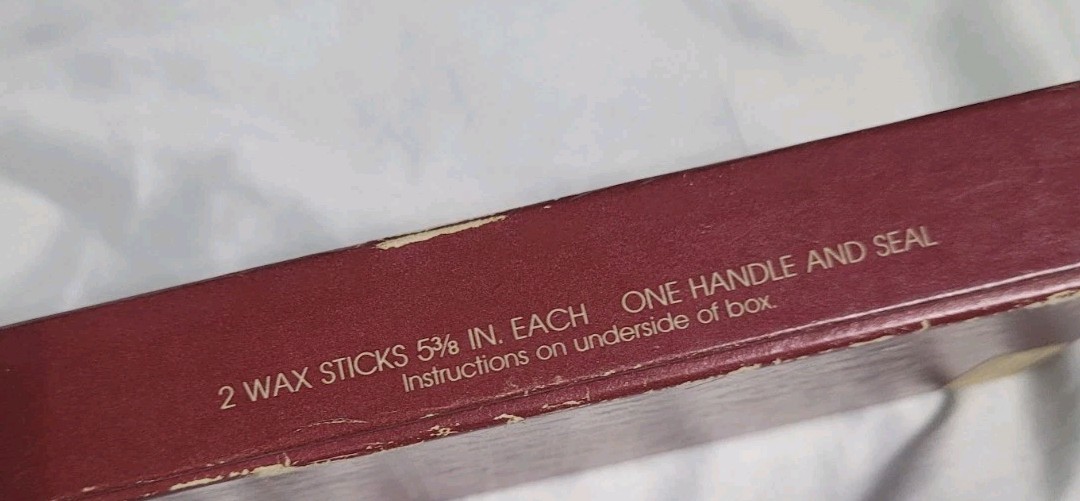 2 WAX STICKS 5⅜ IN. EACH ONE HANDLE AND SEAL
Instructions on underside of box.